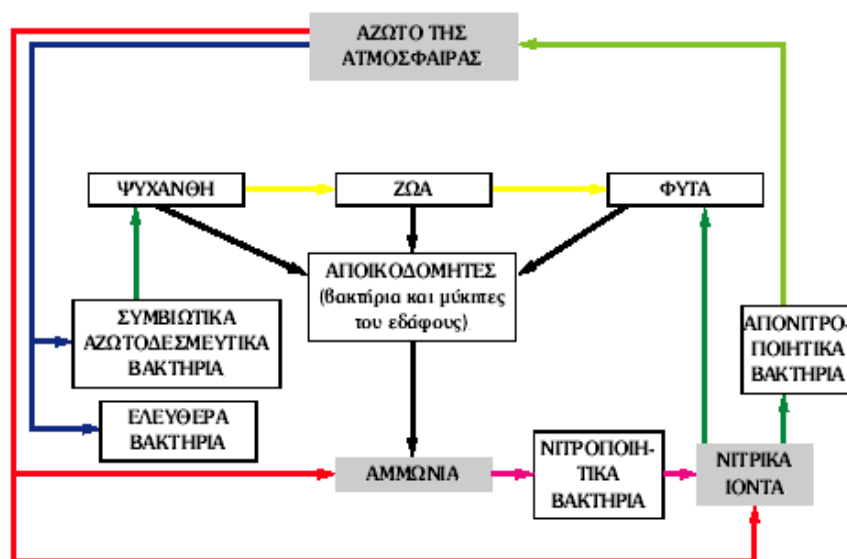 ΑΖΩΤΟ ΤΗΣ
ΑΤΜΟΣΦΑΙΡΑΣ
ΨΥΧΑΝΘΗ
ΖΩΑ
ΦΥΤΑ
ΑΠΟΙΚΟΔΟΜΗΤΕΣ
(βακτήρια και μύκητες
του εδάφους)
ΣΥΜΒΙΩΤΙΚΑ
ΑΖΩΤΟΔΕΣΜΕΥΤΙΚΑ
ΒΑΚΤΗΡΙΑ
ΑΠΟΝΙΤΡΟ-
ΠΟΙΗΤΙΚΑ
ΒΑΚΤΗΡΙΑ
ΕΛΕΥΘΕΡΑ
ΒΑΚΤΗΡΙΑ
ΑΜΜΩΝΙΑ
ΝΙΤΡΟΠΟΙΗ-
ΤΙΚΑ
ΒΑΚΤΗΡΙΑ
ΝΙΤΡΙΚΑ
ΙΟΝΤΑ